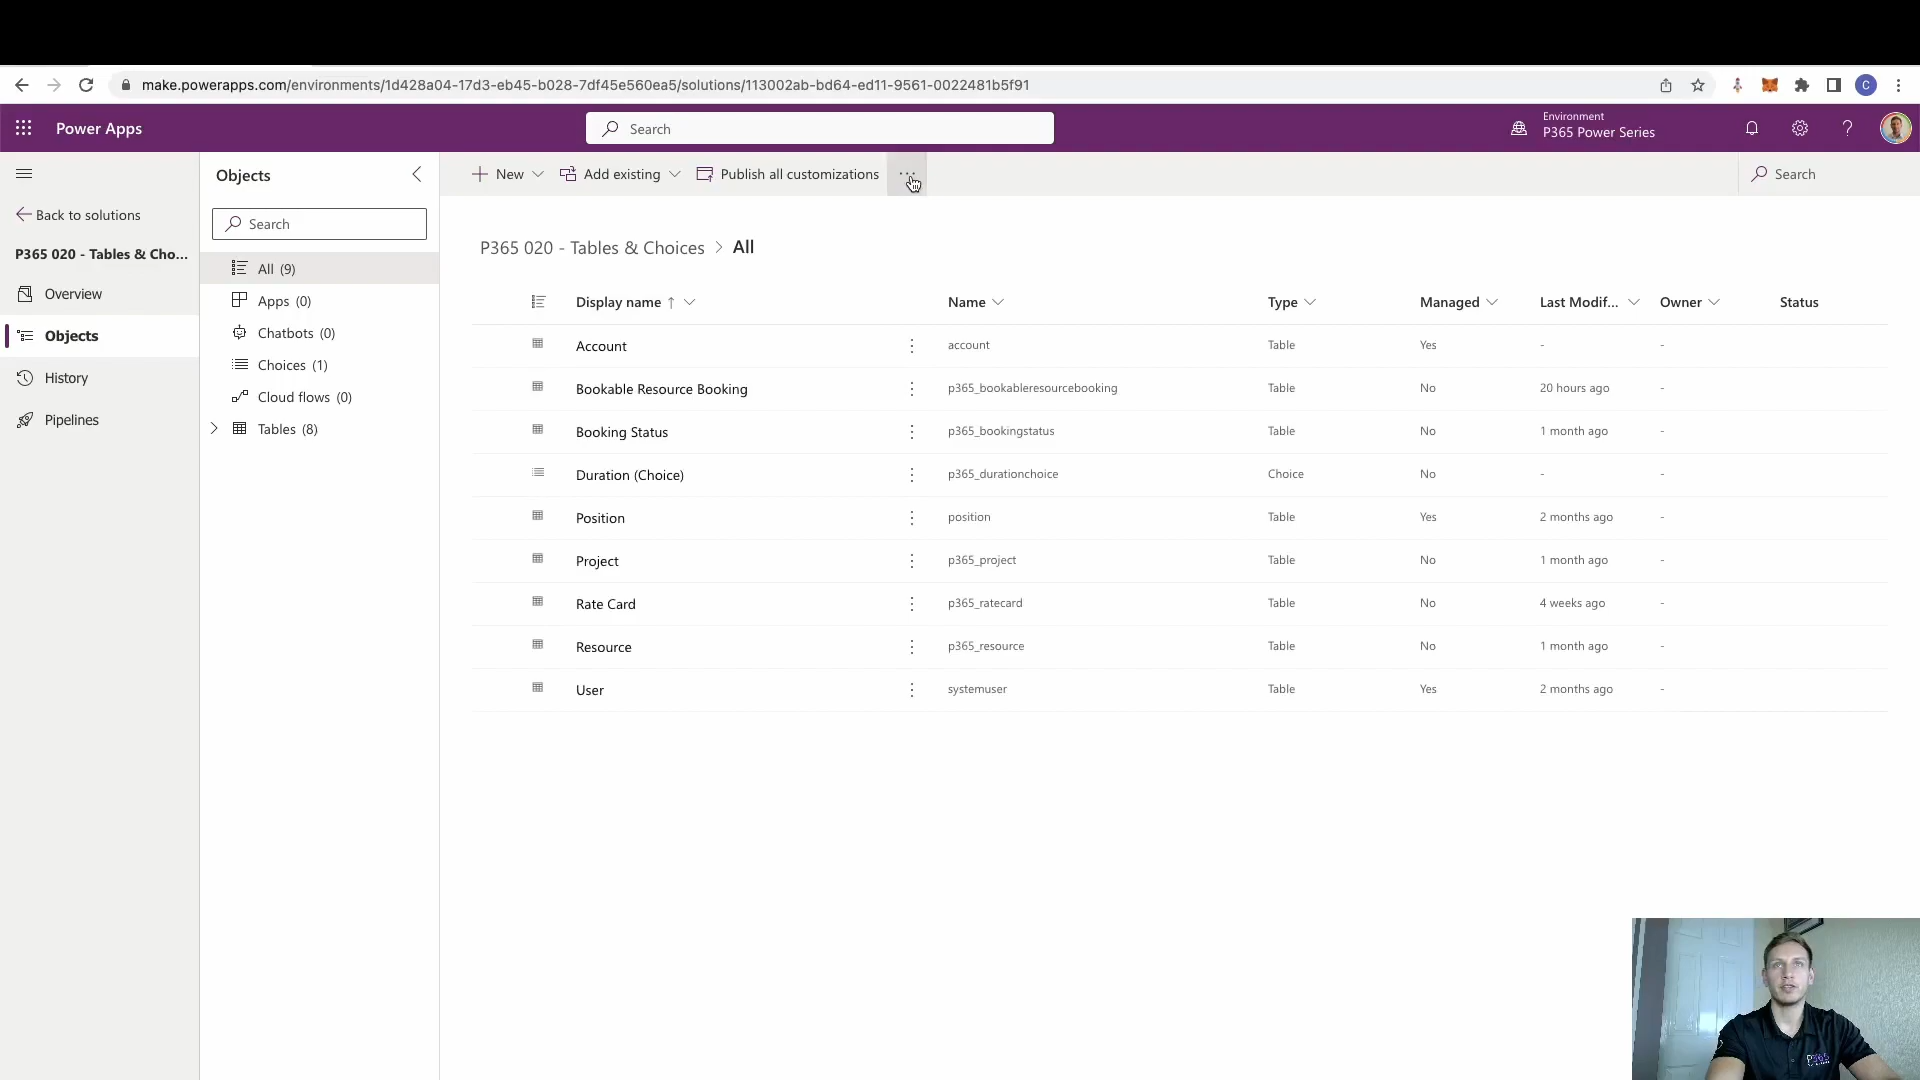 make.powerapps.com/environments/1d428a04-17d3-eb45-b028-7df45e560ea5/solutions/113002ab-bd64-ed11-9561-0022481b5f91
C
Power Apps
Search
Environment
P365 Power Series
Objects
New
Add existing
Publish all customizations
...
Search
Back to solutions
Search
P365 020 - Tables & Cho...
Overview
Objects
History
Pipelines
All (9)
Apps (0)
Chatbots (0)
Choices (1)
Cloud flows (0)
Tables (8)
P365 020 - Tables & Choices > All
Display name Name Type Managed Last Modif... Owner Status
Account account Table Yes - -
Bookable Resource Booking p365_bookableresourcebooking Table No 20 hours ago -
Booking Status p365_bookingstatus Table No 1 month ago -
Duration (Choice) p365_durationchoice Choice No - -
Position position Table Yes 2 months ago -
Project p365_project Table No 1 month ago -
Rate Card p365_ratecard Table No 4 weeks ago -
Resource p365_resource Table No 1 month ago -
User systemuser Table Yes 2 months ago -
P365